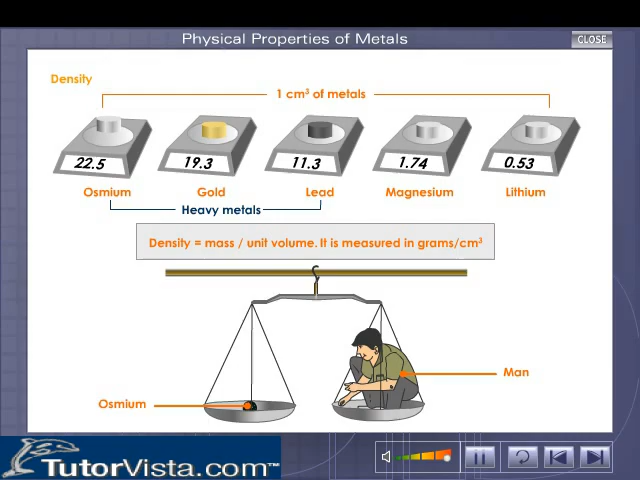 Physical Properties of Metals
CLOSE
Density
1 cm³ of metals
22.5
19.3
11.3
1.74
0.53
Osmium
Gold
Lead
Magnesium
Lithium
Heavy metals
Density = mass / unit volume. It is measured in grams/cm³
Man
Osmium
TutorVista.com™